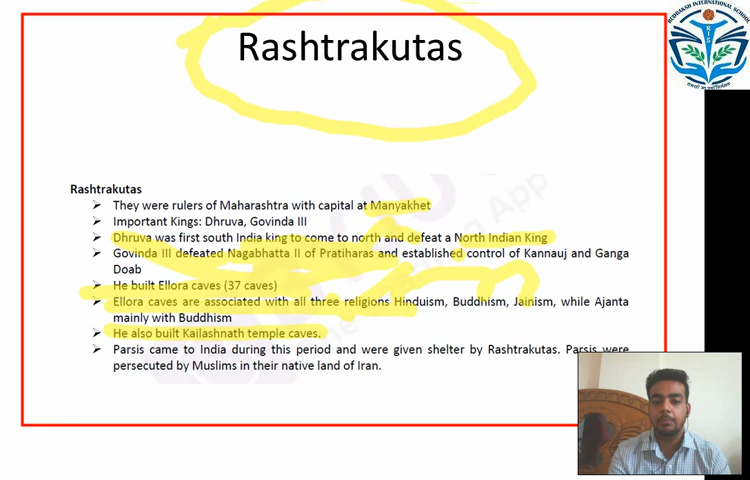 Rashtrakutas
RUDRAKSH INTERNATIONAL SCHOOL
RIS
Rashtrakutas
➤ They were rulers of Maharashtra with capital at Manyakhet
➤ Important Kings: Dhruva, Govinda III
➤ Dhruva was first south India king to come to north and defeat a North Indian King
➤ Govinda III defeated Nagabhatta II of Pratiharas and established control of Kannauj and Ganga
Doab
➤ He built Ellora caves (37 caves)
➤ Ellora caves are associated with all three religions Hinduism, Buddhism, Jainism, while Ajanta
mainly with Buddhism
➤ He also built Kailashnath temple caves.
➤ Parsis came to India during this period and were given shelter by Rashtrakutas. Parsis were
persecuted by Muslims in their native land of Iran.